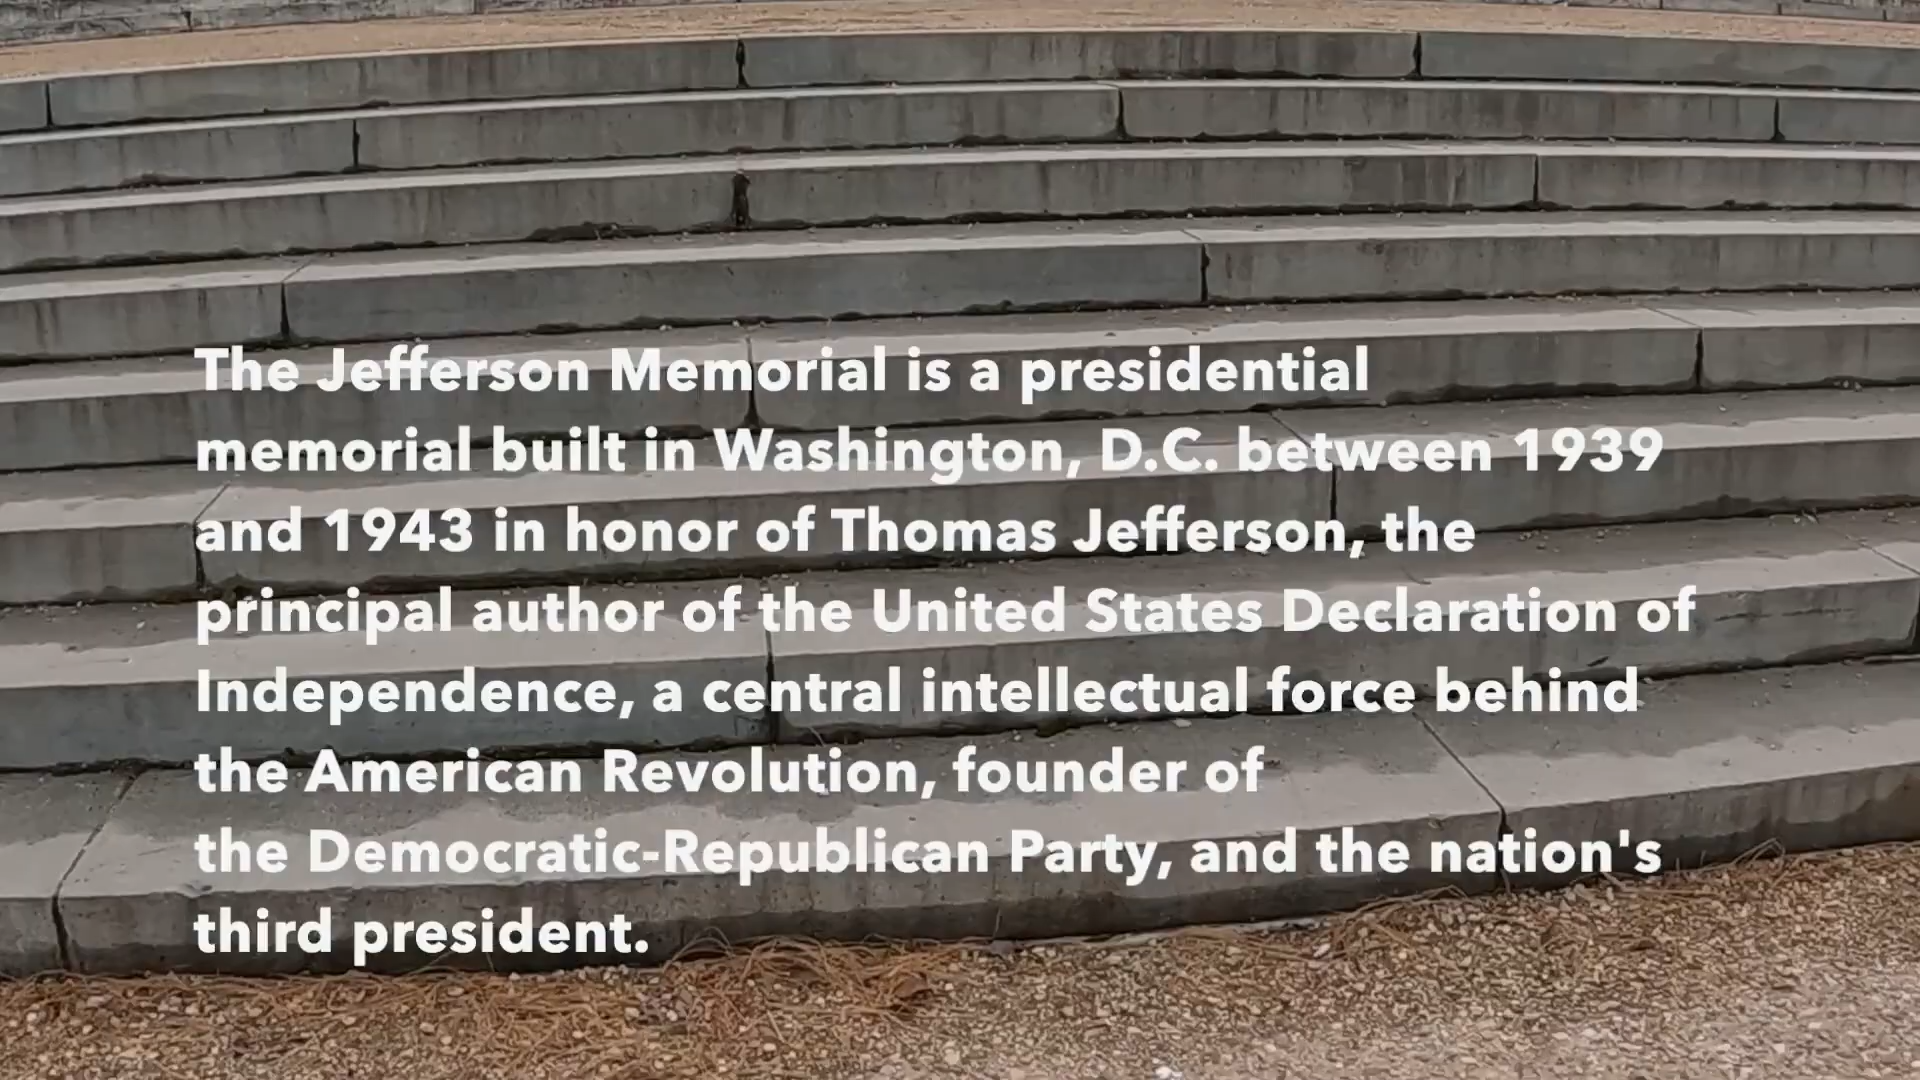 The Jefferson Memorial is a presidential
memorial built in Washington, D.C. between 1939
and 1943 in honor of Thomas Jefferson, the
principal author of the United States Declaration of
Independence, a central intellectual force behind
the American Revolution, founder of
the Democratic-Republican Party, and the nation's
third president.